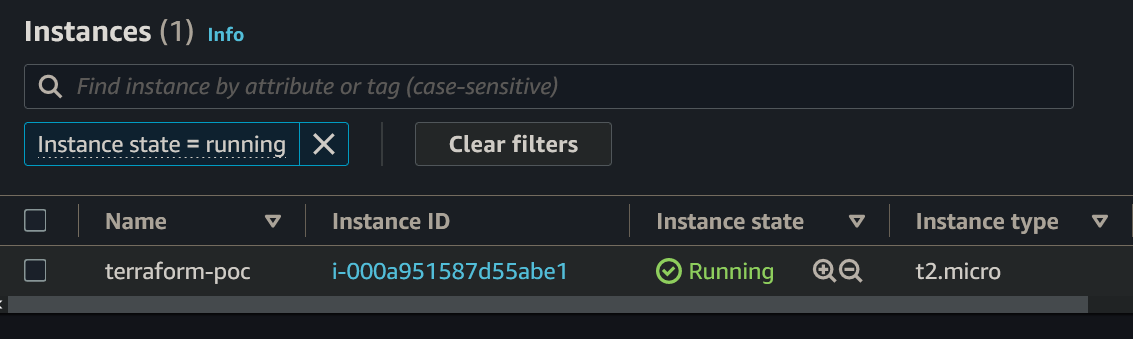 Instances (1) Info
Find instance by attribute or tag (case-sensitive)
Instance state = running Clear filters
Name Instance ID Instance state Instance type
terraform-poc i-000a951587d55abe1 Running t2.micro